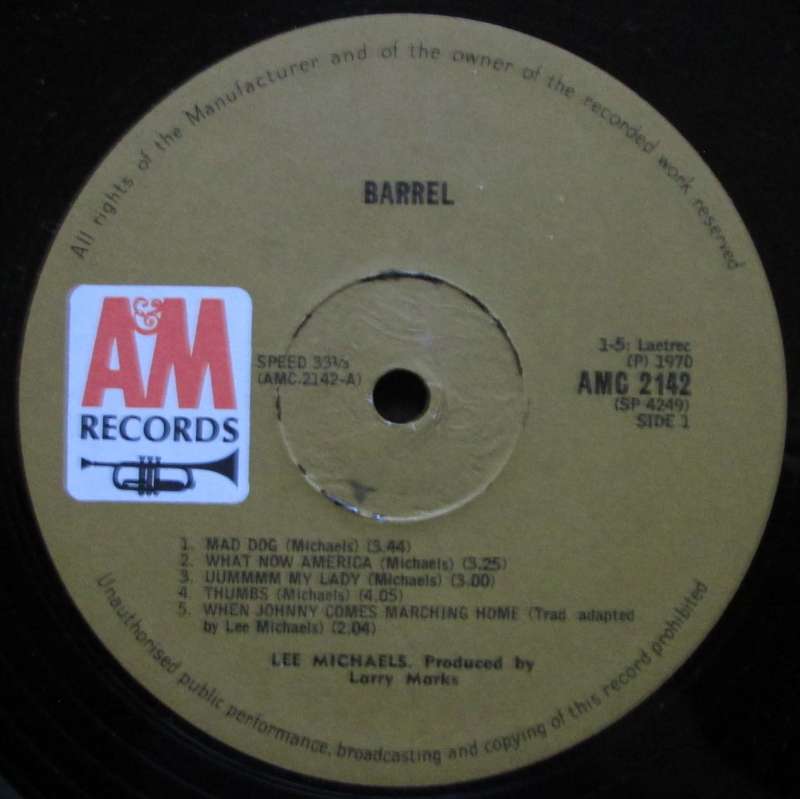 All rights of the Manufacturer and of the owner of the recorded work reserved
BARREL
A&M
RECORDS
SPEED 33⅓
(AMC.2142-A)
1-5: Laetrec
(P) 1970
AMC 2142
(SP 4249)
SIDE 1
1. MAD DOG (Michaels) (3.44)
2. WHAT NOW AMERICA (Michaels) (3.25)
3. UUMMMM MY LADY (Michaels) (3.00)
4. THUMBS (Michaels) (4.05)
5. WHEN JOHNNY COMES MARCHING HOME (Trad. adapted
by Lee Michaels) (2.04)
LEE MICHAELS. Produced by
Larry Marks
Unauthorised public performance, broadcasting and copying of this record prohibited